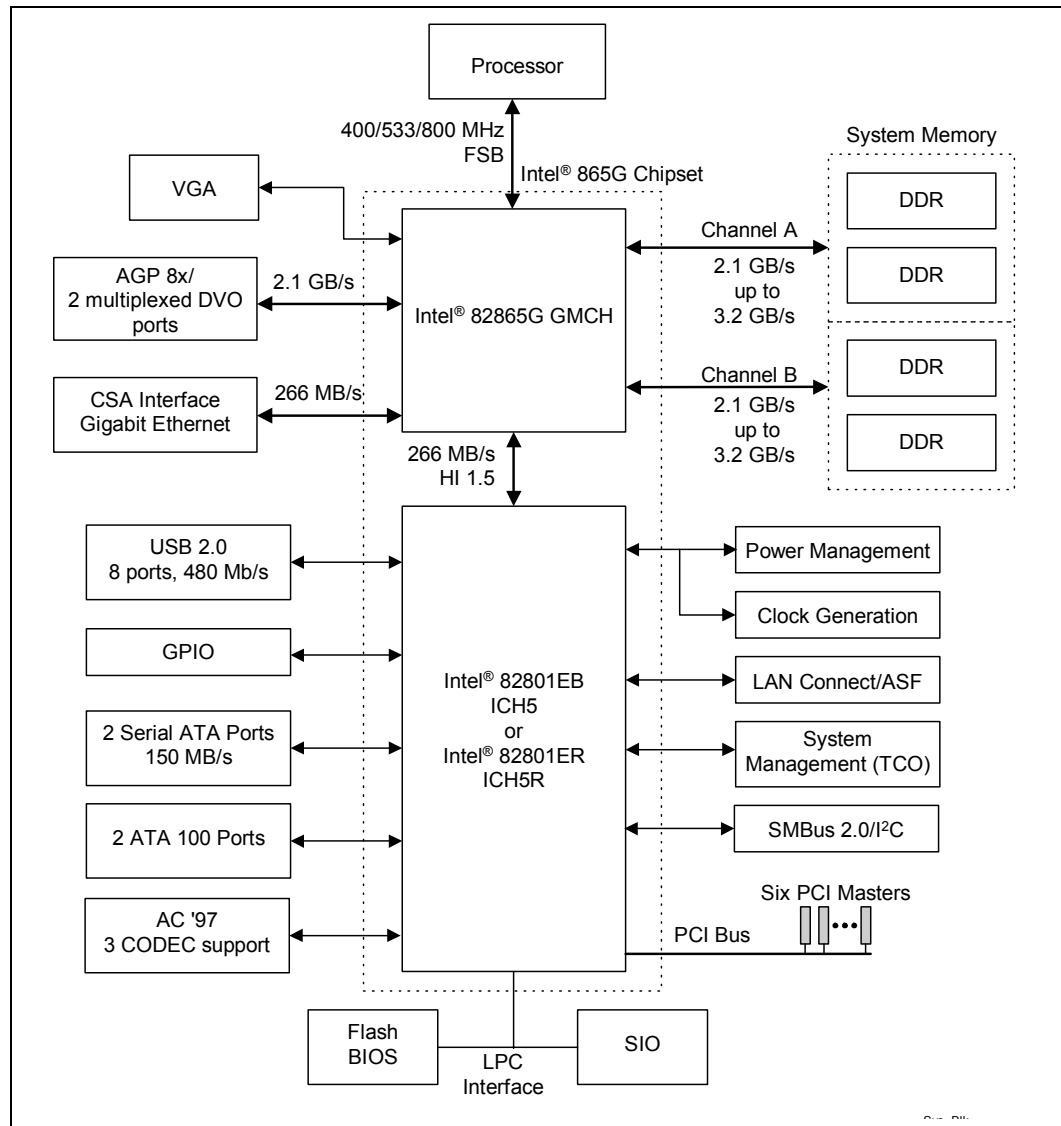 Processor
400/533/800 MHz
FSB
Intel® 865G Chipset
System Memory
VGA
DDR
DDR
Channel A
2.1 GB/s
up to
3.2 GB/s
AGP 8x/
2 multiplexed DVO
ports
2.1 GB/s
Intel® 82865G GMCH
DDR
DDR
Channel B
2.1 GB/s
up to
3.2 GB/s
CSA Interface
Gigabit Ethernet
266 MB/s
266 MB/s
HI 1.5
USB 2.0
8 ports, 480 Mb/s
GPIO
2 Serial ATA Ports
150 MB/s
2 ATA 100 Ports
AC '97
3 CODEC support
Intel® 82801EB
ICH5
or
Intel® 82801ER
ICH5R
Power Management
Clock Generation
LAN Connect/ASF
System
Management (TCO)
SMBus 2.0/I²C
Six PCI Masters
PCI Bus
Flash
BIOS
LPC
Interface
SIO